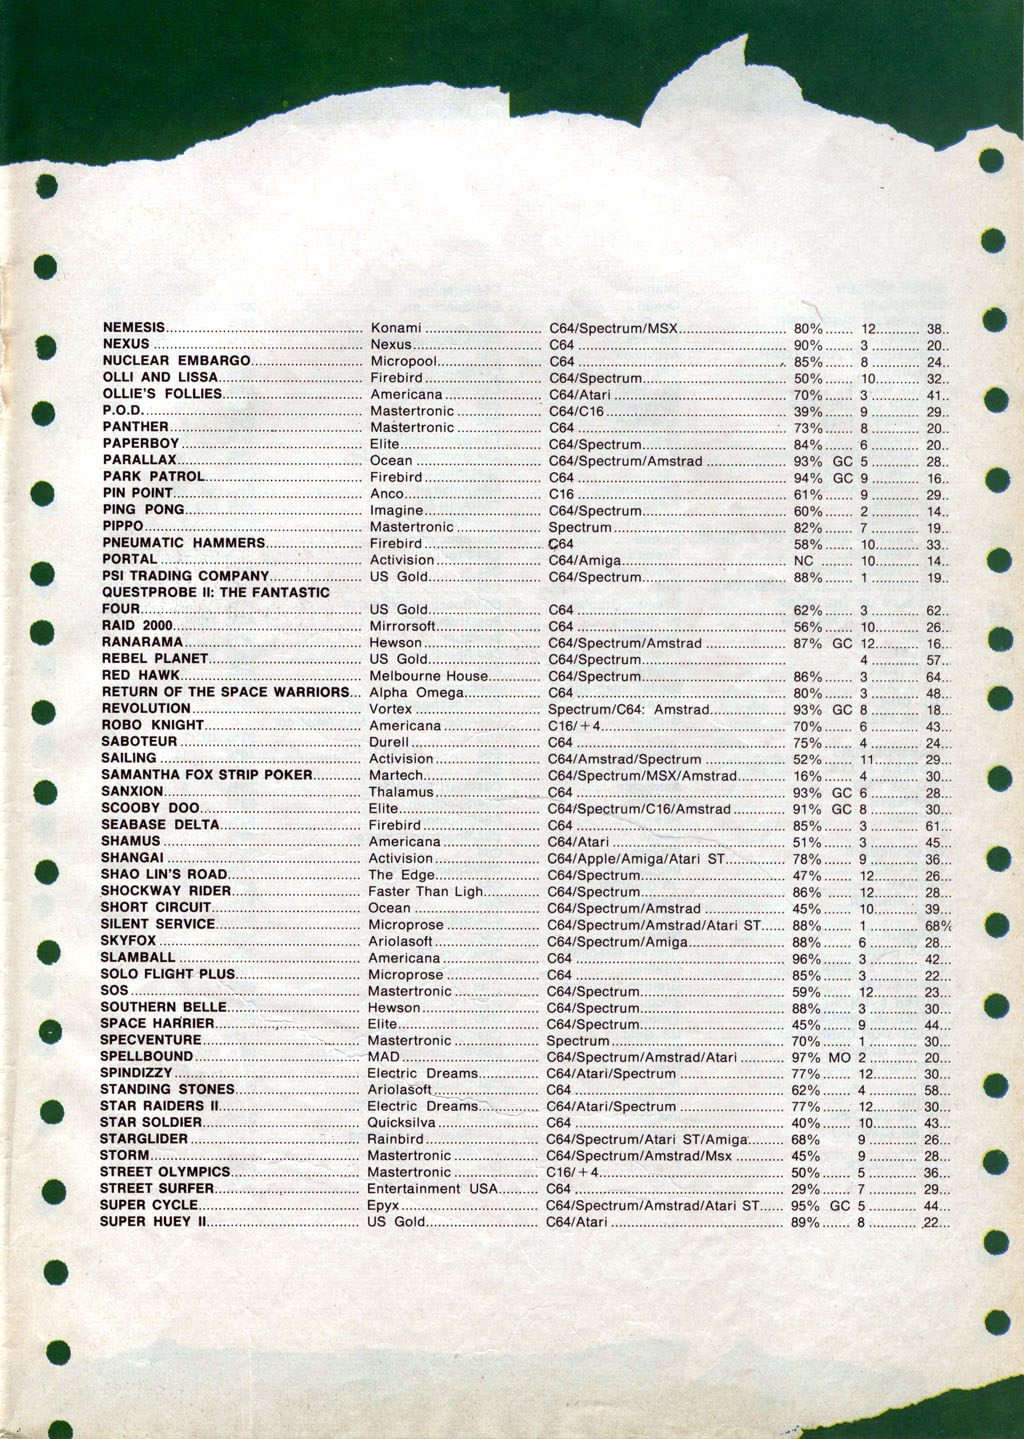 NEMESIS Konami C64/Spectrum/MSX 80% 12 38
NEXUS Nexus C64 90% 3 20
NUCLEAR EMBARGO Micropool C64 85% 8 24
OLLI AND LISSA Firebird C64/Spectrum 50% 10 32
OLLIE'S FOLLIES Americana C64/Atari 70% 3 41
P.O.D. Mastertronic C64/C16 39% 9 29
PANTHER Mastertronic C64 73% 8 20
PAPERBOY Elite C64/Spectrum 84% 6 20
PARALLAX Ocean C64/Spectrum/Amstrad 93% GC 5 28
PARK PATROL Firebird C64 94% GC 9 16
PIN POINT Anco C16 61% 9 29
PING PONG Imagine C64/Spectrum 60% 2 14
PIPPO Mastertronic Spectrum 82% 7 19
PNEUMATIC HAMMERS Firebird C64 58% 10 33
PORTAL Activision C64/Amiga NC 10 14
PSI TRADING COMPANY US Gold C64/Spectrum 88% 1 19
QUESTPROBE II: THE FANTASTIC
FOUR US Gold C64 62% 3 62
RAID 2000 Mirrorsoft C64 56% 10 26
RANARAMA Hewson C64/Spectrum/Amstrad 87% GC 12 16
REBEL PLANET US Gold C64/Spectrum 4 57
RED HAWK Melbourne House C64/Spectrum 86% 3 64
RETURN OF THE SPACE WARRIORS Alpha Omega C64 80% 3 48
REVOLUTION Vortex Spectrum/C64: Amstrad 93% GC 8 18
ROBO KNIGHT Americana C16/+4 70% 6 43
SABOTEUR Durell C64 75% 4 24
SAILING Activision C64/Amstrad/Spectrum 52% 11 29
SAMANTHA FOX STRIP POKER Martech C64/Spectrum/MSX/Amstrad 16% 4 30
SANXION Thalamus C64 93% GC 6 28
SCOOBY DOO Elite C64/Spectrum/C16/Amstrad 91% GC 8 30
SEABASE DELTA Firebird C64 85% 3 61
SHAMUS Americana C64/Atari 51% 3 45
SHANGAI Activision C64/Apple/Amiga/Atari ST 78% 9 36
SHAO LIN'S ROAD The Edge C64/Spectrum 47% 12 26
SHOCKWAY RIDER Faster Than Ligh C64/Spectrum 86% 12 28
SHORT CIRCUIT Ocean C64/Spectrum/Amstrad 45% 10 39
SILENT SERVICE Microprose C64/Spectrum/Amstrad/Atari ST 88% 1 68%
SKYFOX Ariolasoft C64/Spectrum/Amiga 88% 6 28
SLAMBALL Americana C64 96% 3 42
SOLO FLIGHT PLUS Microprose C64 85% 3 22
SOS Mastertronic C64/Spectrum 59% 12 23
SOUTHERN BELLE Hewson C64/Spectrum 88% 3 30
SPACE HARRIER Elite C64/Spectrum 45% 9 44
SPECVENTURE Mastertronic Spectrum 70% 1 30
SPELLBOUND MAD C64/Spectrum/Amstrad/Atari 97% MO 2 20
SPINDIZZY Electric Dreams C64/Atari/Spectrum 77% 12 30
STANDING STONES Ariolasoft C64 62% 4 58
STAR RAIDERS II Electric Dreams C64/Atari/Spectrum 77% 12 30
STAR SOLDIER Quicksilva C64 40% 10 43
STARGLIDER Rainbird C64/Spectrum/Atari ST/Amiga 68% 9 26
STORM Mastertronic C64/Spectrum/Amstrad/Msx 45% 9 28
STREET OLYMPICS Mastertronic C16/+4 50% 5 36
STREET SURFER Entertainment USA C64 29% 7 29
SUPER CYCLE Epyx C64/Spectrum/Amstrad/Atari ST 95% GC 5 44
SUPER HUEY II US Gold C64/Atari 89% 8 22